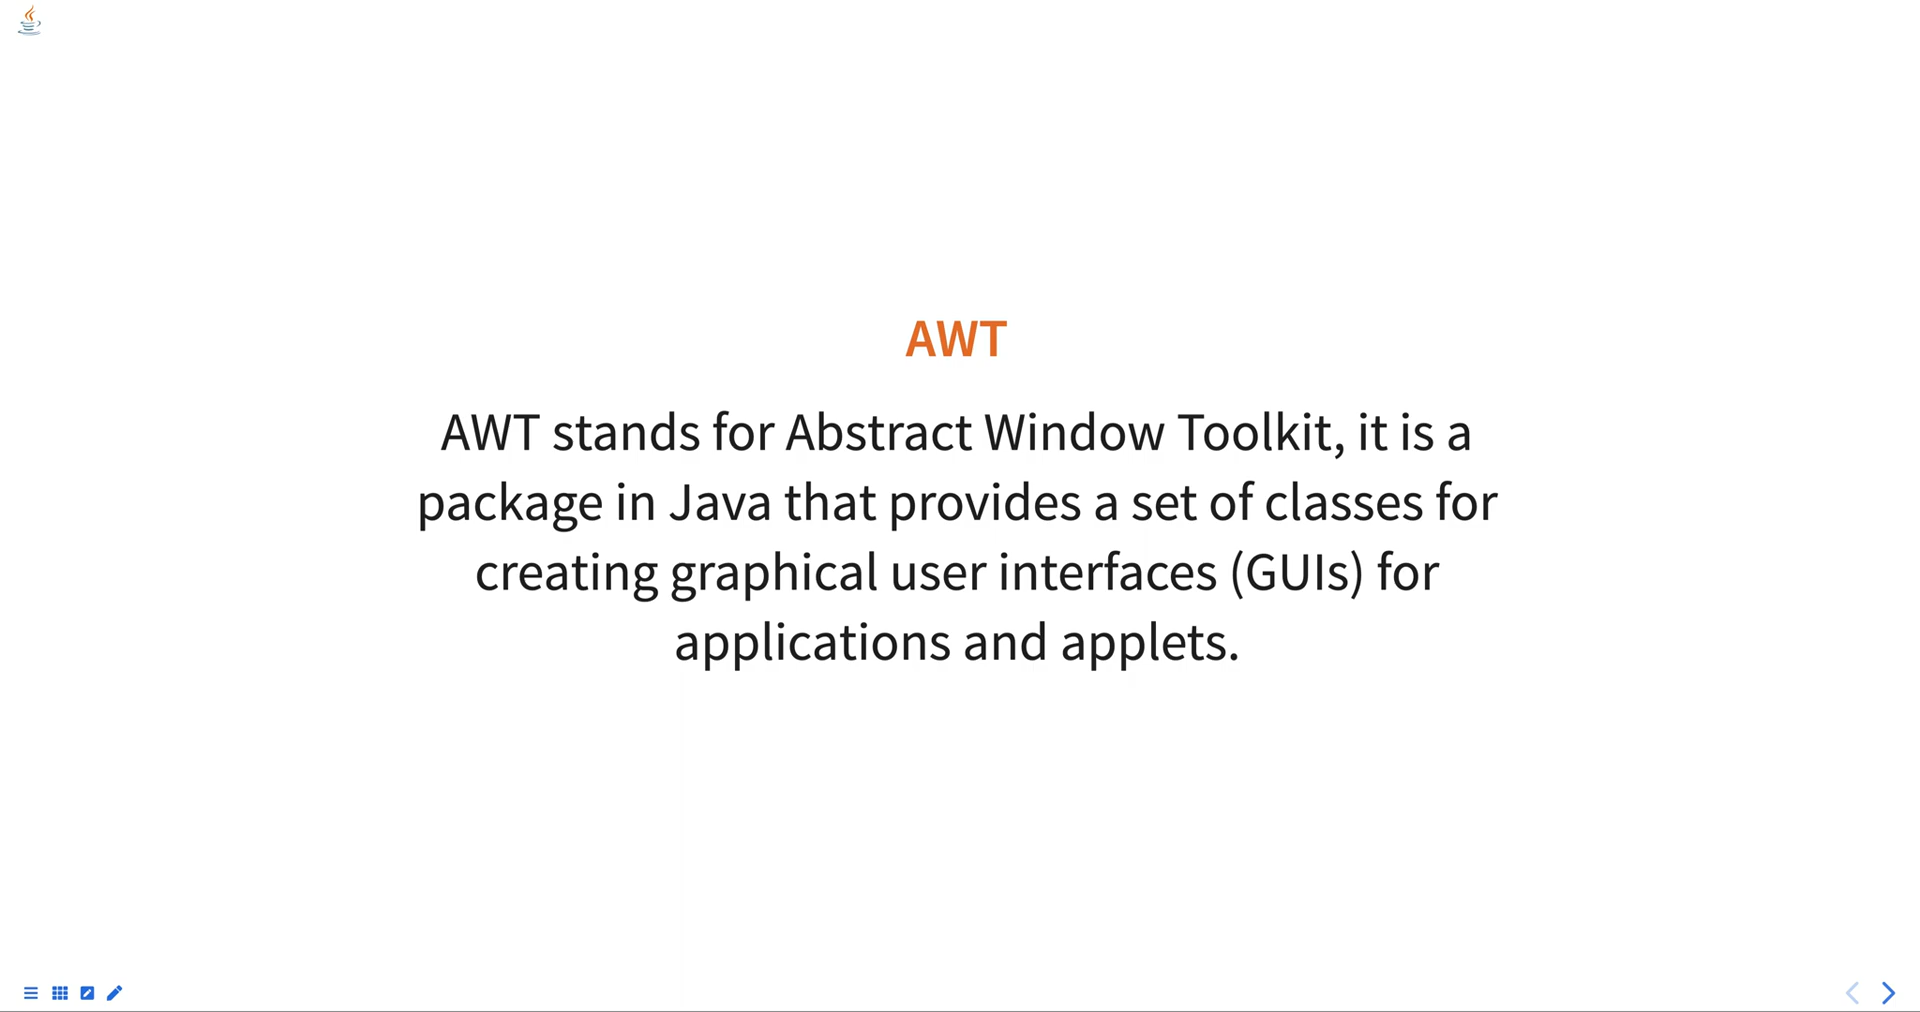 AWT
AWT stands for Abstract Window Toolkit, it is a
package in Java that provides a set of classes for
creating graphical user interfaces (GUIs) for
applications and applets.